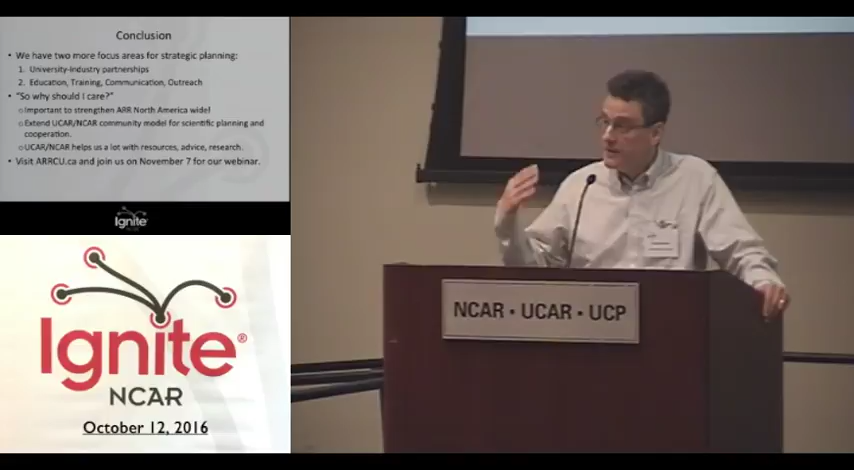 Conclusion
• We have two more focus areas for strategic planning:
1. University-Industry partnerships
2. Education, Training, Communication, Outreach
• "So why should I care?"
o Important to strengthen ARR North America wide!
o Extend UCAR/NCAR community model for scientific planning and
cooperation.
o UCAR/NCAR helps us a lot with resources, advice, research.
• Visit ARRCU.ca and join us on November 7 for our webinar.
Ignite
NCAR
Ignite®
NCAR
October 12, 2016
NCAR • UCAR • UCP